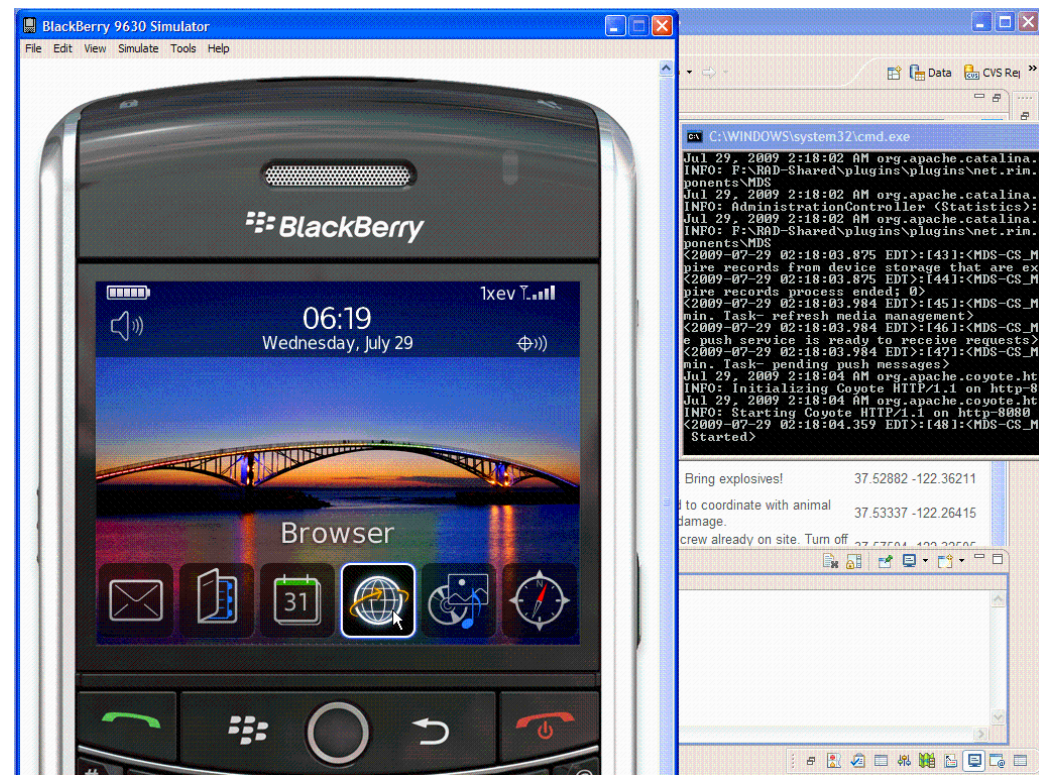 BlackBerry 9630 Simulator
File Edit View Simulate Tools Help
BlackBerry
1xev
06:19
Wednesday, July 29
Browser
31
#
@
Data
CVS Re
C:\WINDOWS\system32\cmd.exe
Jul 29, 2009 2:18:02 AM org.apache.catalina.
INFO: F:\RAD-Shared\plugins\plugins\net.rim.
ponents\MDS
Jul 29, 2009 2:18:02 AM org.apache.catalina.
INFO: AdministrationController (Statistics):
Jul 29, 2009 2:18:02 AM org.apache.catalina.
INFO: F:\RAD-Shared\plugins\plugins\net.rim.
ponents\MDS
<2009-07-29 02:18:03.875 EDT>:[43]:<MDS-CS_M
pire records from device storage that are ex
<2009-07-29 02:18:03.875 EDT>:[44]:<MDS-CS_M
pire records process ended; 0>
<2009-07-29 02:18:03.984 EDT>:[45]:<MDS-CS_M
min. Task- refresh media management>
<2009-07-29 02:18:03.984 EDT>:[46]:<MDS-CS_M
e push service is ready to receive requests>
<2009-07-29 02:18:03.984 EDT>:[47]:<MDS-CS_M
min. Task- pending push messages>
Jul 29, 2009 2:18:04 AM org.apache.coyote.ht
INFO: Initializing Coyote HTTP/1.1 on http-8
Jul 29, 2009 2:18:04 AM org.apache.coyote.ht
INFO: Starting Coyote HTTP/1.1 on http-8080
<2009-07-29 02:18:04.359 EDT>:[48]:<MDS-CS_M
Started>
Bring explosives! 37.52882 -122.36211
to coordinate with animal
damage. 37.53337 -122.26415
crew already on site. Turn off